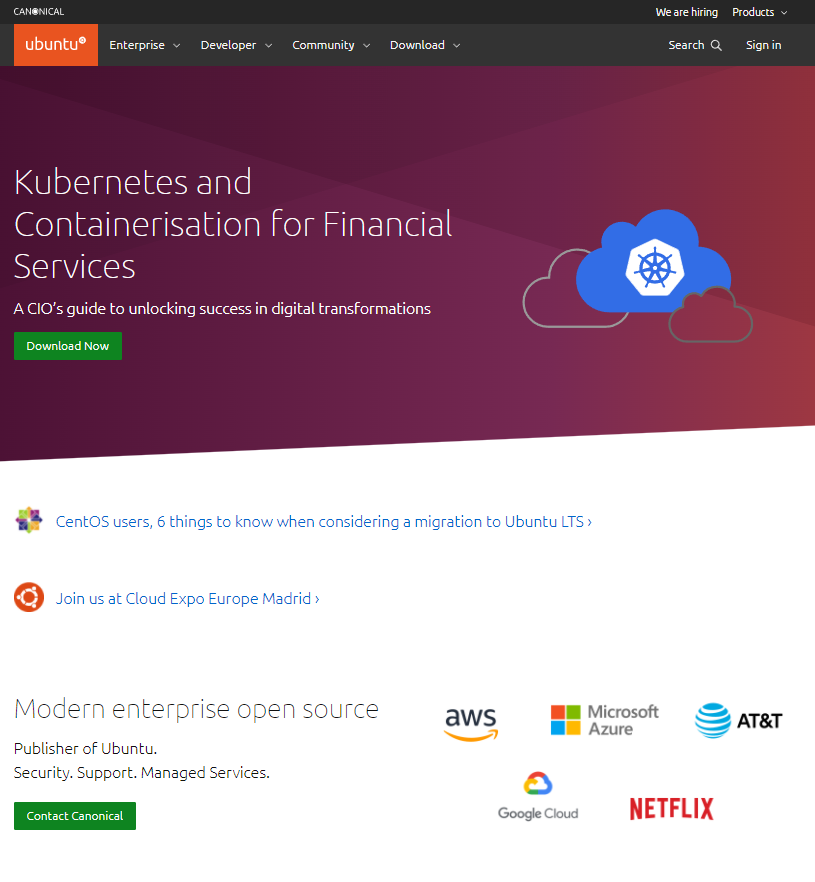 CANONICAL
We are hiring
Products
ubuntu
Enterprise
Developer
Community
Download
Search
Sign in
Kubernetes and
Containerisation for Financial
Services
A CIO’s guide to unlocking success in digital transformations
Download Now
CentOS users, 6 things to know when considering a migration to Ubuntu LTS ›
Join us at Cloud Expo Europe Madrid ›
Modern enterprise open source
Publisher of Ubuntu.
Security. Support. Managed Services.
Contact Canonical
aws
Microsoft
Azure
AT&T
Google Cloud
NETFLIX